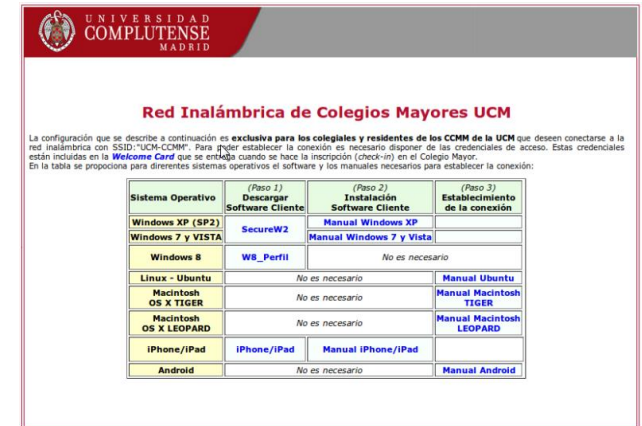 UNIVERSIDAD
COMPLUTENSE
MADRID
Red Inalámbrica de Colegios Mayores UCM
La configuración que se describe a continuación es exclusiva para los colegiales y residentes de los CCMM de la UCM que deseen conectarse a la
red inalámbrica con SSID:"UCM-CCMM". Para poder establecer la conexión es necesario disponer de las credenciales de acceso. Estas credenciales
están incluidas en la Welcome Card que se entrega cuando se hace la inscripción (check-in) en el Colegio Mayor.
En la tabla se propociona para direrentes sistemas operativos el software y los manuales necesarios para establecer la conexión:
Sistema Operativo
(Paso 1)
Descargar
Software Cliente
(Paso 2)
Instalación
Software Cliente
(Paso 3)
Establecimiento
de la conexión
Windows XP (SP2)
SecureW2
Manual Windows XP
Windows 7 y VISTA
Manual Windows 7 y Vista
Windows 8
W8_Perfil
No es necesario
Linux - Ubuntu
No es necesario
Manual Ubuntu
Macintosh
OS X TIGER
No es necesario
Manual Macintosh
TIGER
Macintosh
OS X LEOPARD
No es necesario
Manual Macintosh
LEOPARD
iPhone/iPad
iPhone/iPad
Manual iPhone/iPad
Android
No es necesario
Manual Android